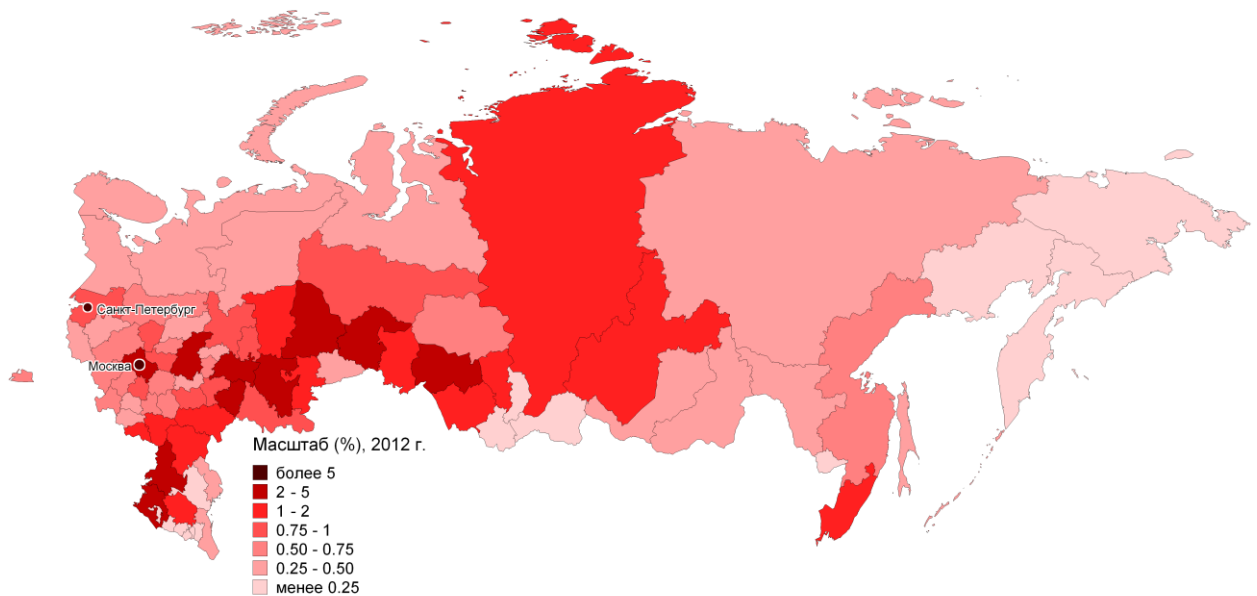 Санкт-Петербург
Москва
Масштаб (%), 2012 г.
более 5
2 - 5
1 - 2
0.75 - 1
0.50 - 0.75
0.25 - 0.50
менее 0.25